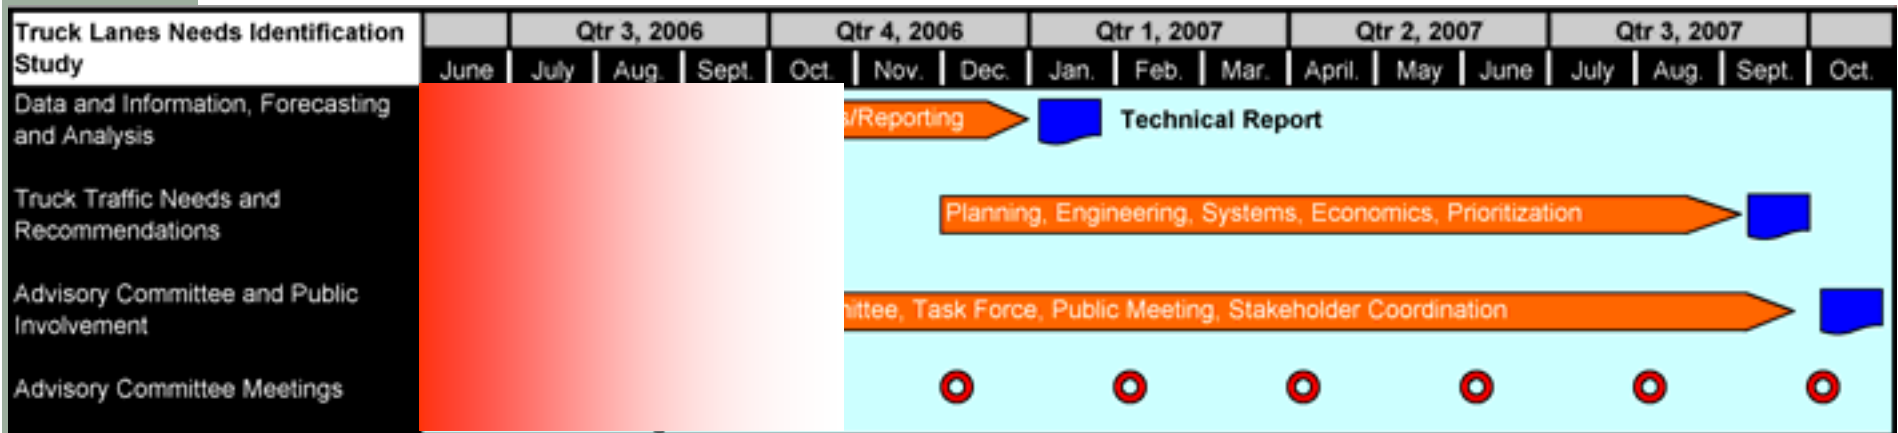 Truck Lanes Needs Identification
Study
Qtr 3, 2006 Qtr 4, 2006 Qtr 1, 2007 Qtr 2, 2007 Qtr 3, 2007
June July Aug. Sept. Oct. Nov. Dec. Jan. Feb. Mar. April. May June July Aug. Sept. Oct.
Data and Information, Forecasting
and Analysis
/Reporting
Technical Report
Truck Traffic Needs and
Recommendations
Planning, Engineering, Systems, Economics, Prioritization
Advisory Committee and Public
Involvement
Task Force, Public Meeting, Stakeholder Coordination
Advisory Committee Meetings